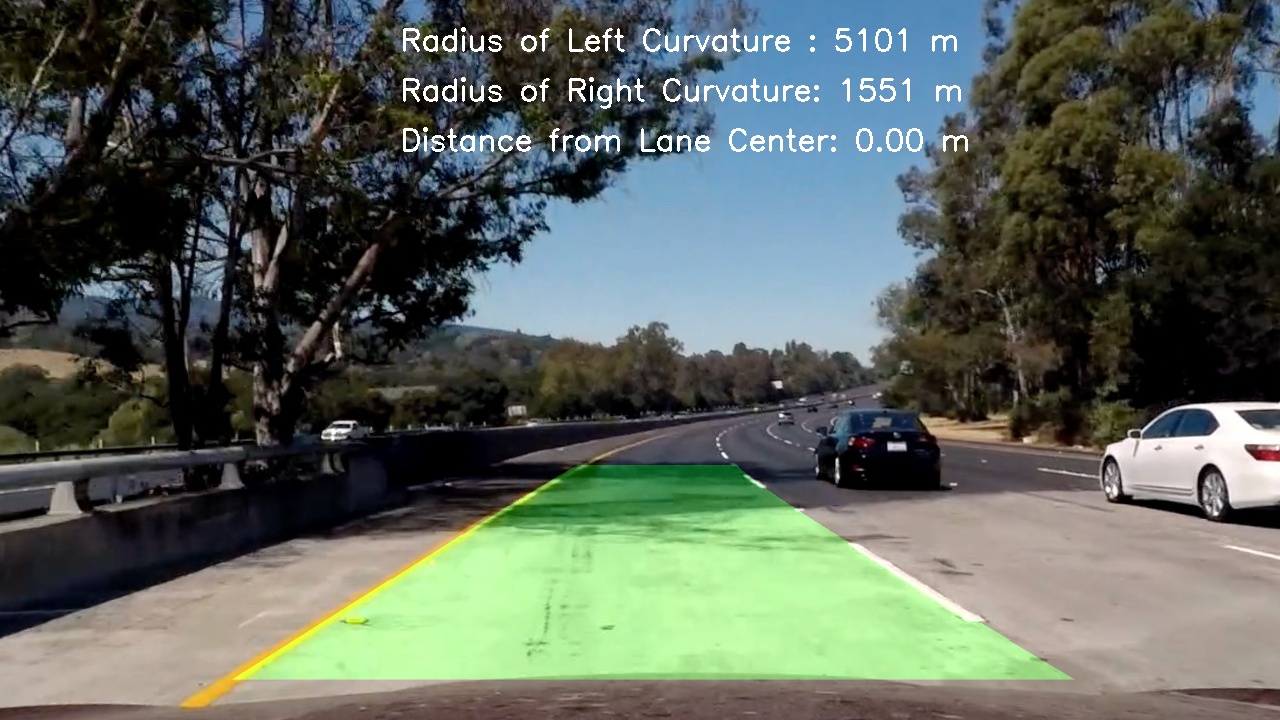 Radius of Left Curvature : 5101 m
Radius of Right Curvature: 1551 m
Distance from Lane Center: 0.00 m